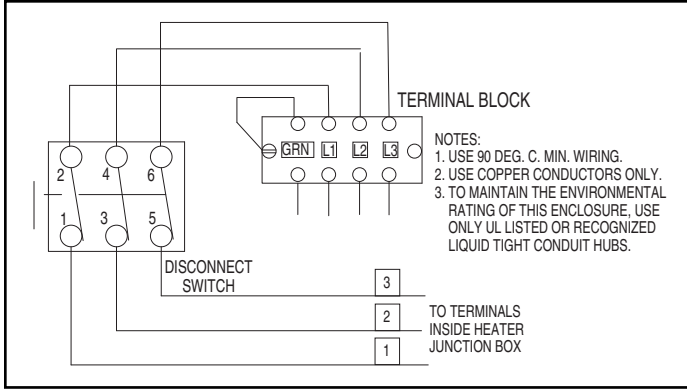 TERMINAL BLOCK
GRN L1 L2 L3
NOTES:
1. USE 90 DEG. C. MIN. WIRING.
2. USE COPPER CONDUCTORS ONLY.
3. TO MAINTAIN THE ENVIRONMENTAL
RATING OF THIS ENCLOSURE, USE
ONLY UL LISTED OR RECOGNIZED
LIQUID TIGHT CONDUIT HUBS.
2 4 6
1 3 5
DISCONNECT
SWITCH
3
2
1
TO TERMINALS
INSIDE HEATER
JUNCTION BOX